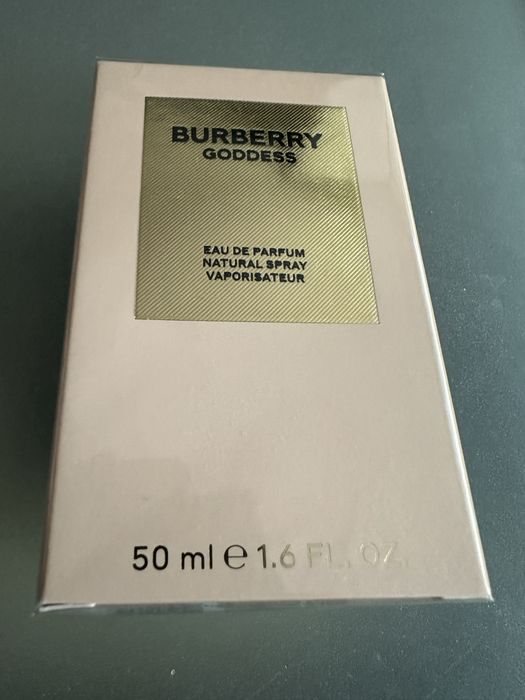 BURBERRY
GODDESS
EAU DE PARFUM
NATURAL SPRAY
VAPORISATEUR
50 ml ℮ 1.6 FL. OZ.